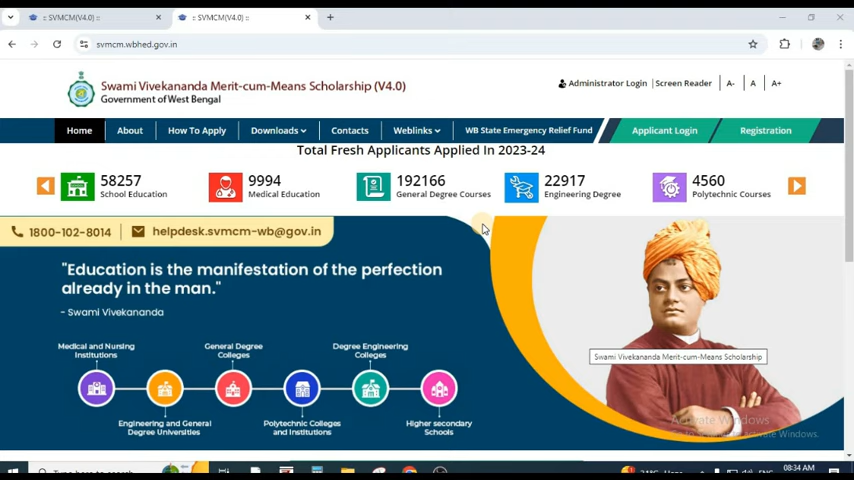 :: SVMCM(V4.0) ::
:: SVMCM(V4.0) ::
svmcm.wbhed.gov.in
Swami Vivekananda Merit-cum-Means Scholarship (V4.0)
Government of West Bengal
Administrator Login | Screen Reader | A- | A | A+
Home About How To Apply Downloads Contacts Weblinks WB State Emergency Relief Fund Applicant Login Registration
Total Fresh Applicants Applied In 2023-24
58257
School Education
9994
Medical Education
192166
General Degree Courses
22917
Engineering Degree
4560
Polytechnic Courses
1800-102-8014 | helpdesk.svmcm-wb@gov.in
"Education is the manifestation of the perfection
already in the man."
- Swami Vivekananda
Medical and Nursing
Institutions
General Degree
Colleges
Degree Engineering
Colleges
Engineering and General
Degree Universities
Polytechnic Colleges
and Institutions
Higher secondary
Schools
Swami Vivekananda Merit-cum-Means Scholarship
Activate Windows
Type here to search
ENG
08:34 AM